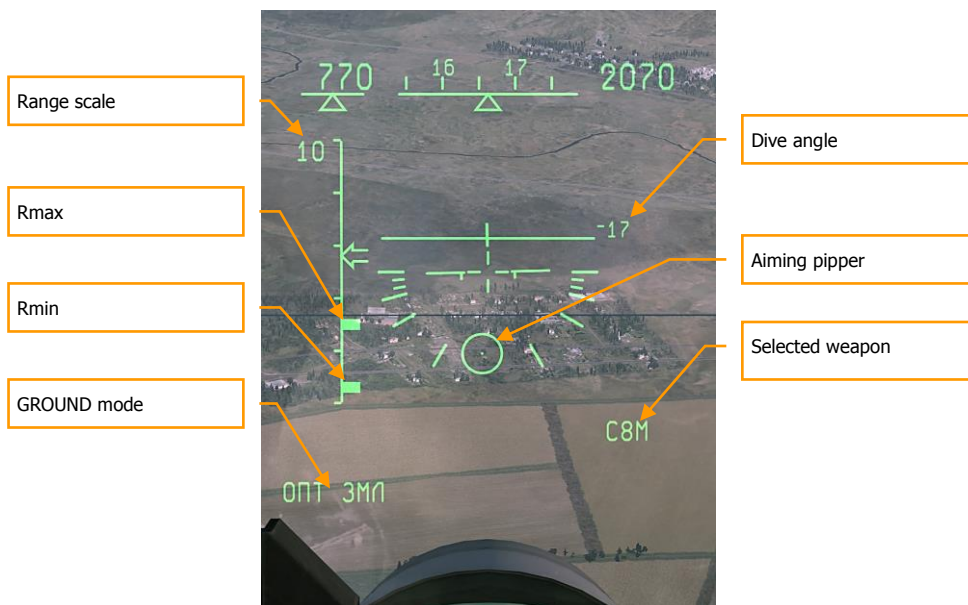 770
16 17
2070
Range scale
10
Dive angle
-17
Rmax
Aiming pipper
Rmin
Selected weapon
GROUND mode
С8М
ОПТ ЗМЛ